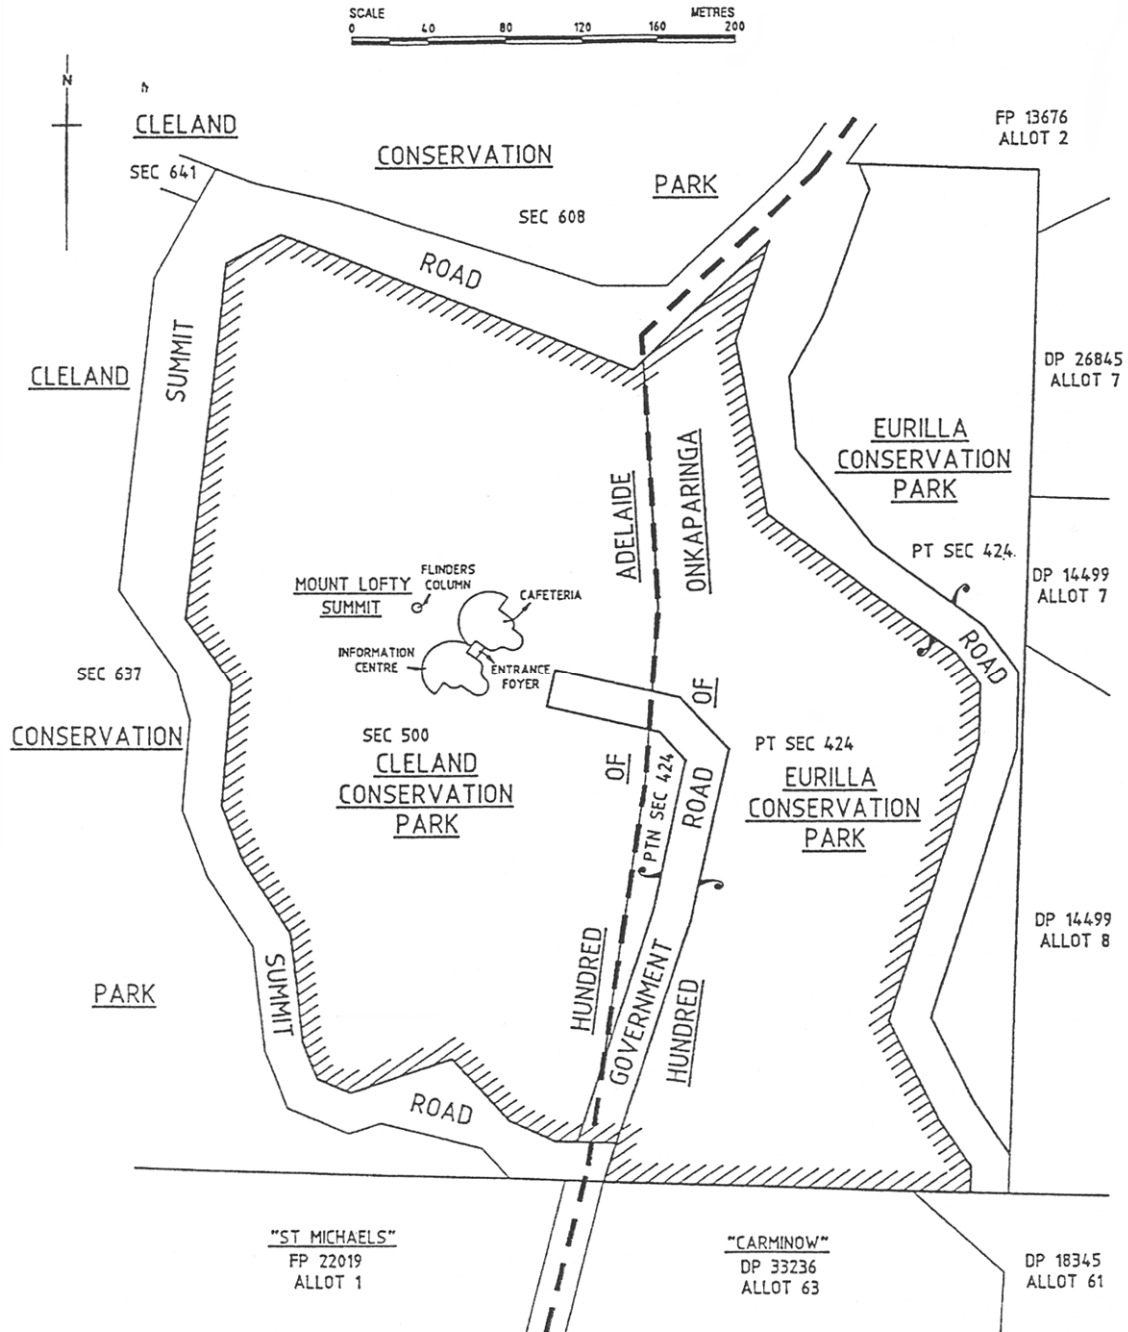 SCALE METRES
0 40 80 120 160 200
N
CLELAND
CONSERVATION
PARK
FP 13676
ALLOT 2
SEC 641
SEC 608
ROAD
SUMMIT
CLELAND
DP 26845
ALLOT 7
EURILLA
CONSERVATION
PARK
ADELAIDE
ONKAPARINGA
PT SEC 424.
DP 14499
ALLOT 7
MOUNT LOFTY
SUMMIT
FLINDERS
COLUMN
CAFETERIA
INFORMATION
CENTRE
ENTRANCE
FOYER
ROAD
SEC 637
CONSERVATION
SEC 500
CLELAND
CONSERVATION
PARK
OF
OF
PTN SEC 424
ROAD
PT SEC 424
EURILLA
CONSERVATION
PARK
DP 14499
ALLOT 8
PARK
SUMMIT
HUNDRED
GOVERNMENT
HUNDRED
ROAD
"ST MICHAELS"
FP 22019
ALLOT 1
"CARMINOW"
DP 33236
ALLOT 63
DP 18345
ALLOT 61